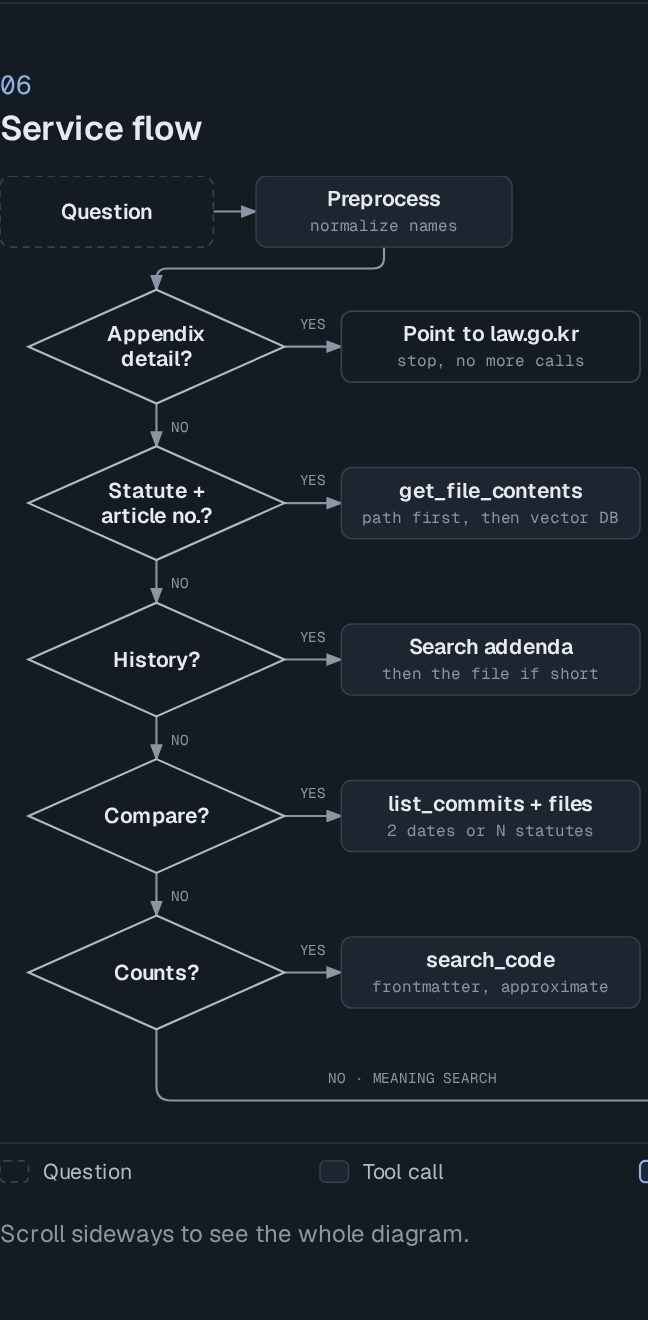 06
Service flow
Question
Preprocess
normalize names
Appendix
detail?
YES
Point to law.go.kr
stop, no more calls
NO
Statute +
article no.?
YES
get_file_contents
path first, then vector DB
NO
History?
YES
Search addenda
then the file if short
NO
Compare?
YES
list_commits + files
2 dates or N statutes
NO
Counts?
YES
search_code
frontmatter, approximate
NO · MEANING SEARCH
Question
Tool call
Scroll sideways to see the whole diagram.